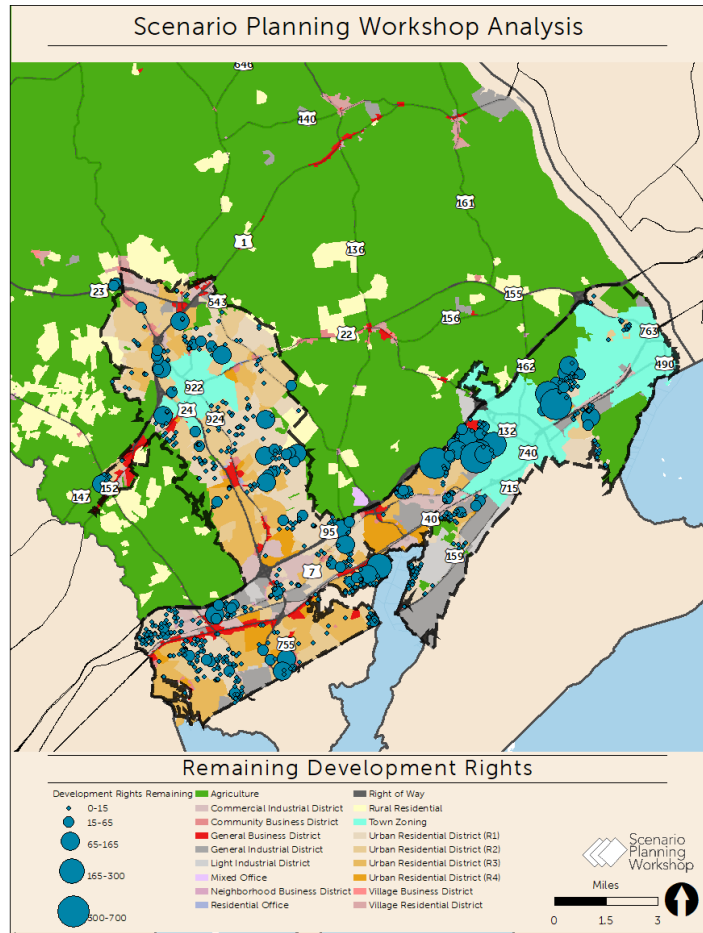 Scenario Planning Workshop Analysis
646
440
161
1
136
23
543
155
156
22
763
462
490
922
24
924
132
740
147
152
715
95
40
7
159
755
Remaining Development Rights
Development Rights Remaining
0-15
15-65
65-165
165-300
300-700
Agriculture
Commercial Industrial District
Community Business District
General Business District
General Industrial District
Light Industrial District
Mixed Office
Neighborhood Business District
Residential Office
Right of Way
Rural Residential
Town Zoning
Urban Residential District (R1)
Urban Residential District (R2)
Urban Residential District (R3)
Urban Residential District (R4)
Village Business District
Village Residential District
Scenario
Planning
Workshop
Miles
0 1.5 3